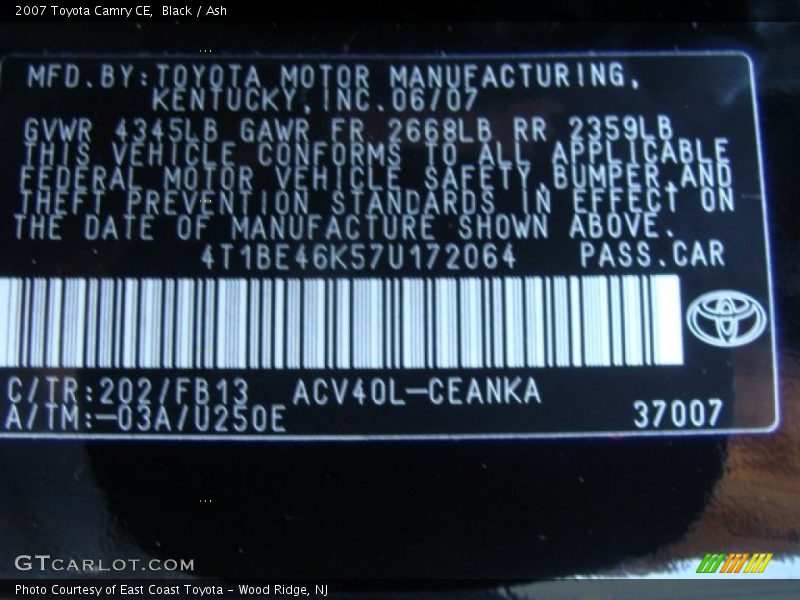 2007 Toyota Camry CE, Black / Ash
MFD.BY:TOYOTA MOTOR MANUFACTURING,
KENTUCKY,INC.06/07
GVWR 4345LB GAWR FR 2668LB RR 2359LB
THIS VEHICLE CONFORMS TO ALL APPLICABLE
FEDERAL MOTOR VEHICLE SAFETY,BUMPER,AND
THEFT PREVENTION STANDARDS IN EFFECT ON
THE DATE OF MANUFACTURE SHOWN ABOVE.
4T1BE46K57U172064 PASS.CAR
C/TR:202/FB13 ACV40L-CEANKA
A/TM:-03A/U250E 37007
GTCARLOT.COM
Photo Courtesy of East Coast Toyota - Wood Ridge, NJ